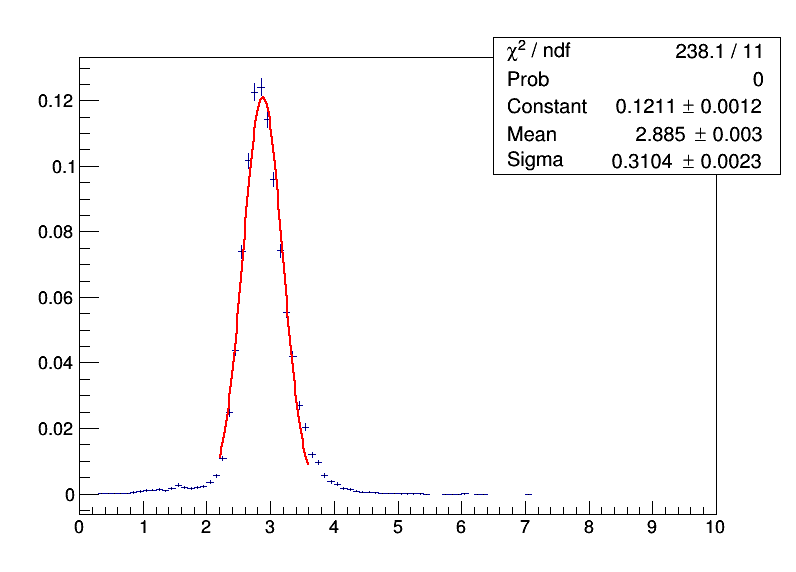 χ² / ndf 238.1 / 11
Prob 0
Constant 0.1211 ± 0.0012
Mean 2.885 ± 0.003
Sigma 0.3104 ± 0.0023
0.12
0.1
0.08
0.06
0.04
0.02
0
0 1 2 3 4 5 6 7 8 9 10